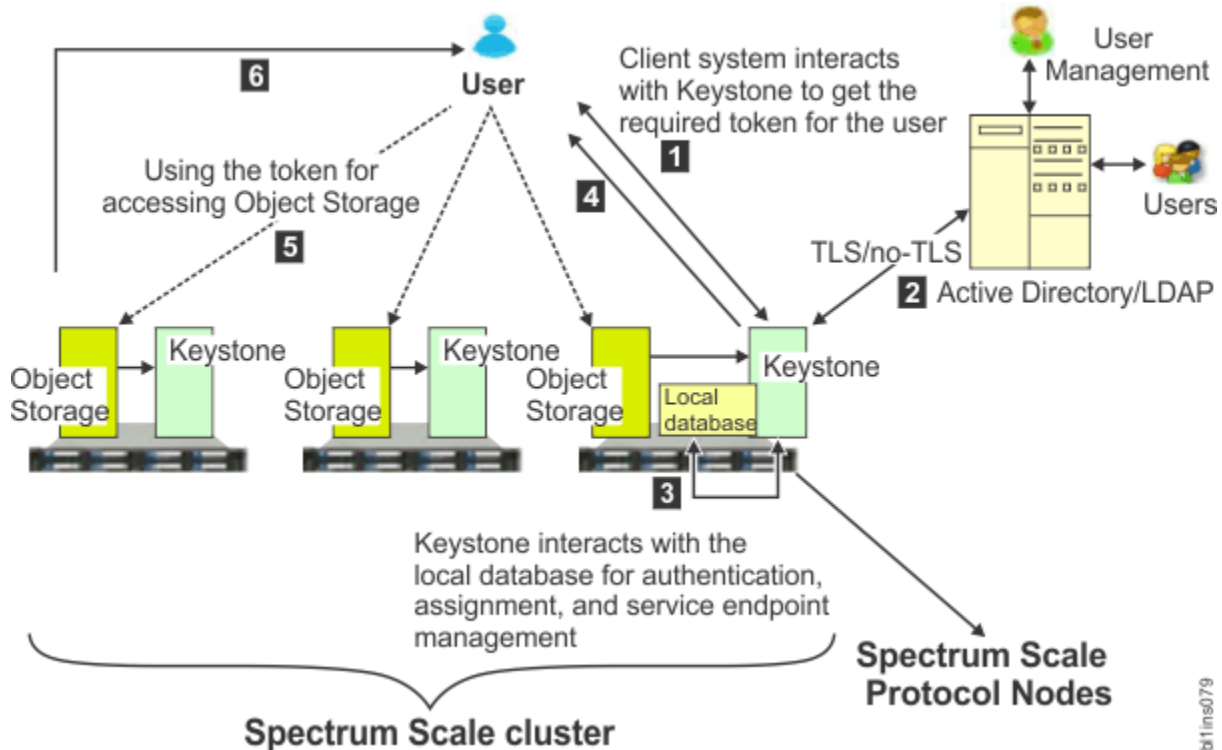 6
User
Client system interacts
with Keystone to get the
required token for the user
1
4
User
Management
Users
Using the token for
accessing Object Storage
5
TLS/no-TLS
2 Active Directory/LDAP
Object
Storage
Keystone
Object
Storage
Keystone
Object
Storage
Local
database
Keystone
3
Keystone interacts with the
local database for authentication,
assignment, and service endpoint
management
Spectrum Scale cluster
Spectrum Scale
Protocol Nodes
bl1ins079